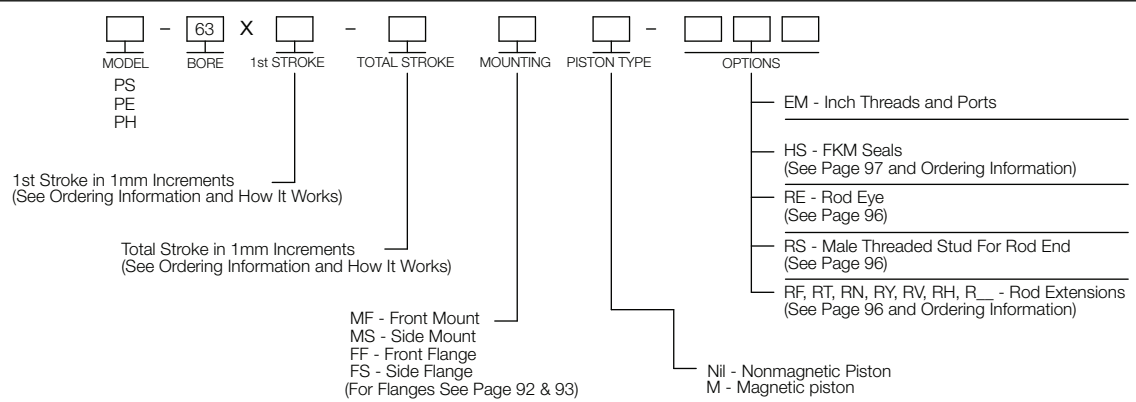 - 63 X - -
MODEL BORE 1st STROKE TOTAL STROKE MOUNTING PISTON TYPE OPTIONS
PS
PE
PH
EM - Inch Threads and Ports
HS - FKM Seals
(See Page 97 and Ordering Information)
RE - Rod Eye
(See Page 96)
RS - Male Threaded Stud For Rod End
(See Page 96)
RF, RT, RN, RY, RV, RH, R__ - Rod Extensions
(See Page 96 and Ordering Information)
1st Stroke in 1mm Increments
(See Ordering Information and How It Works)
Total Stroke in 1mm Increments
(See Ordering Information and How It Works)
MF - Front Mount
MS - Side Mount
FF - Front Flange
FS - Side Flange
(For Flanges See Page 92 & 93)
Nil - Nonmagnetic Piston
M - Magnetic piston